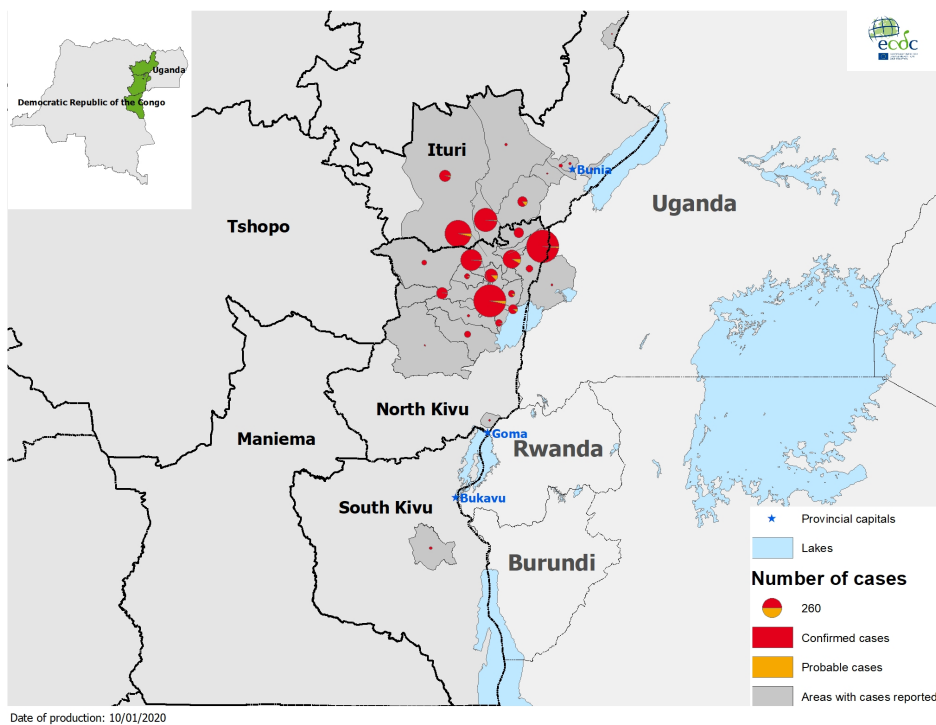 ecdc
Uganda
Democratic Republic of the Congo
Ituri
Bunia
Uganda
Tshopo
North Kivu
Goma
Maniema
Rwanda
Bukavu
South Kivu
Burundi
Provincial capitals
Lakes
Number of cases
260
Confirmed cases
Probable cases
Areas with cases reported
Date of production: 10/01/2020